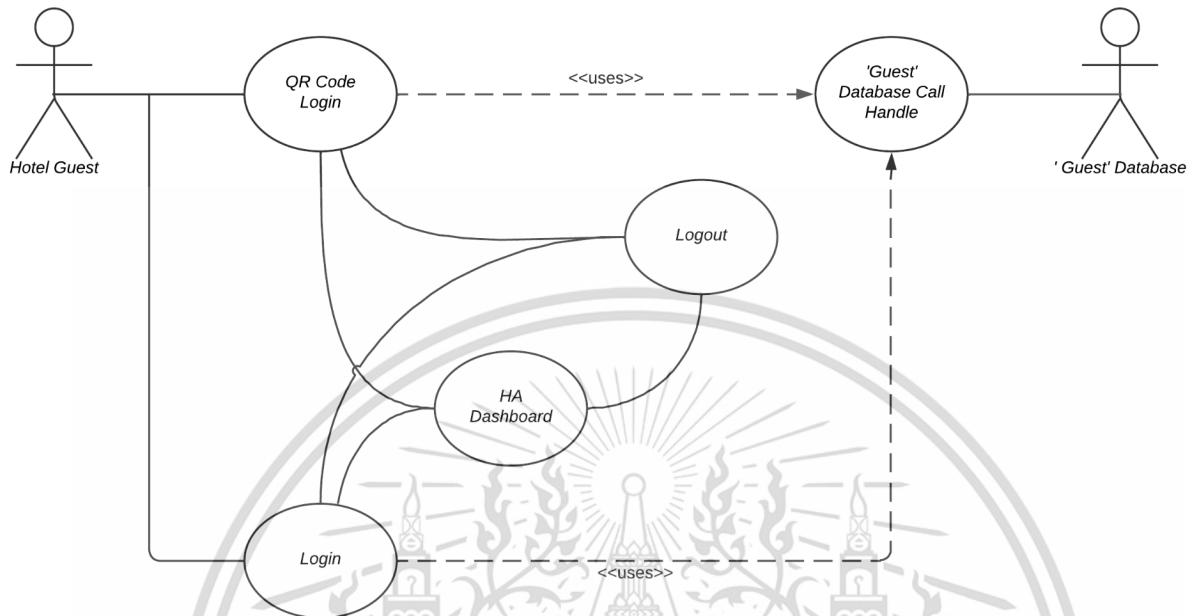 QR Code
Login
<<uses>>
'Guest'
Database Call
Handle
Hotel Guest
' Guest' Database
Logout
HA
Dashboard
Login
<<uses>>